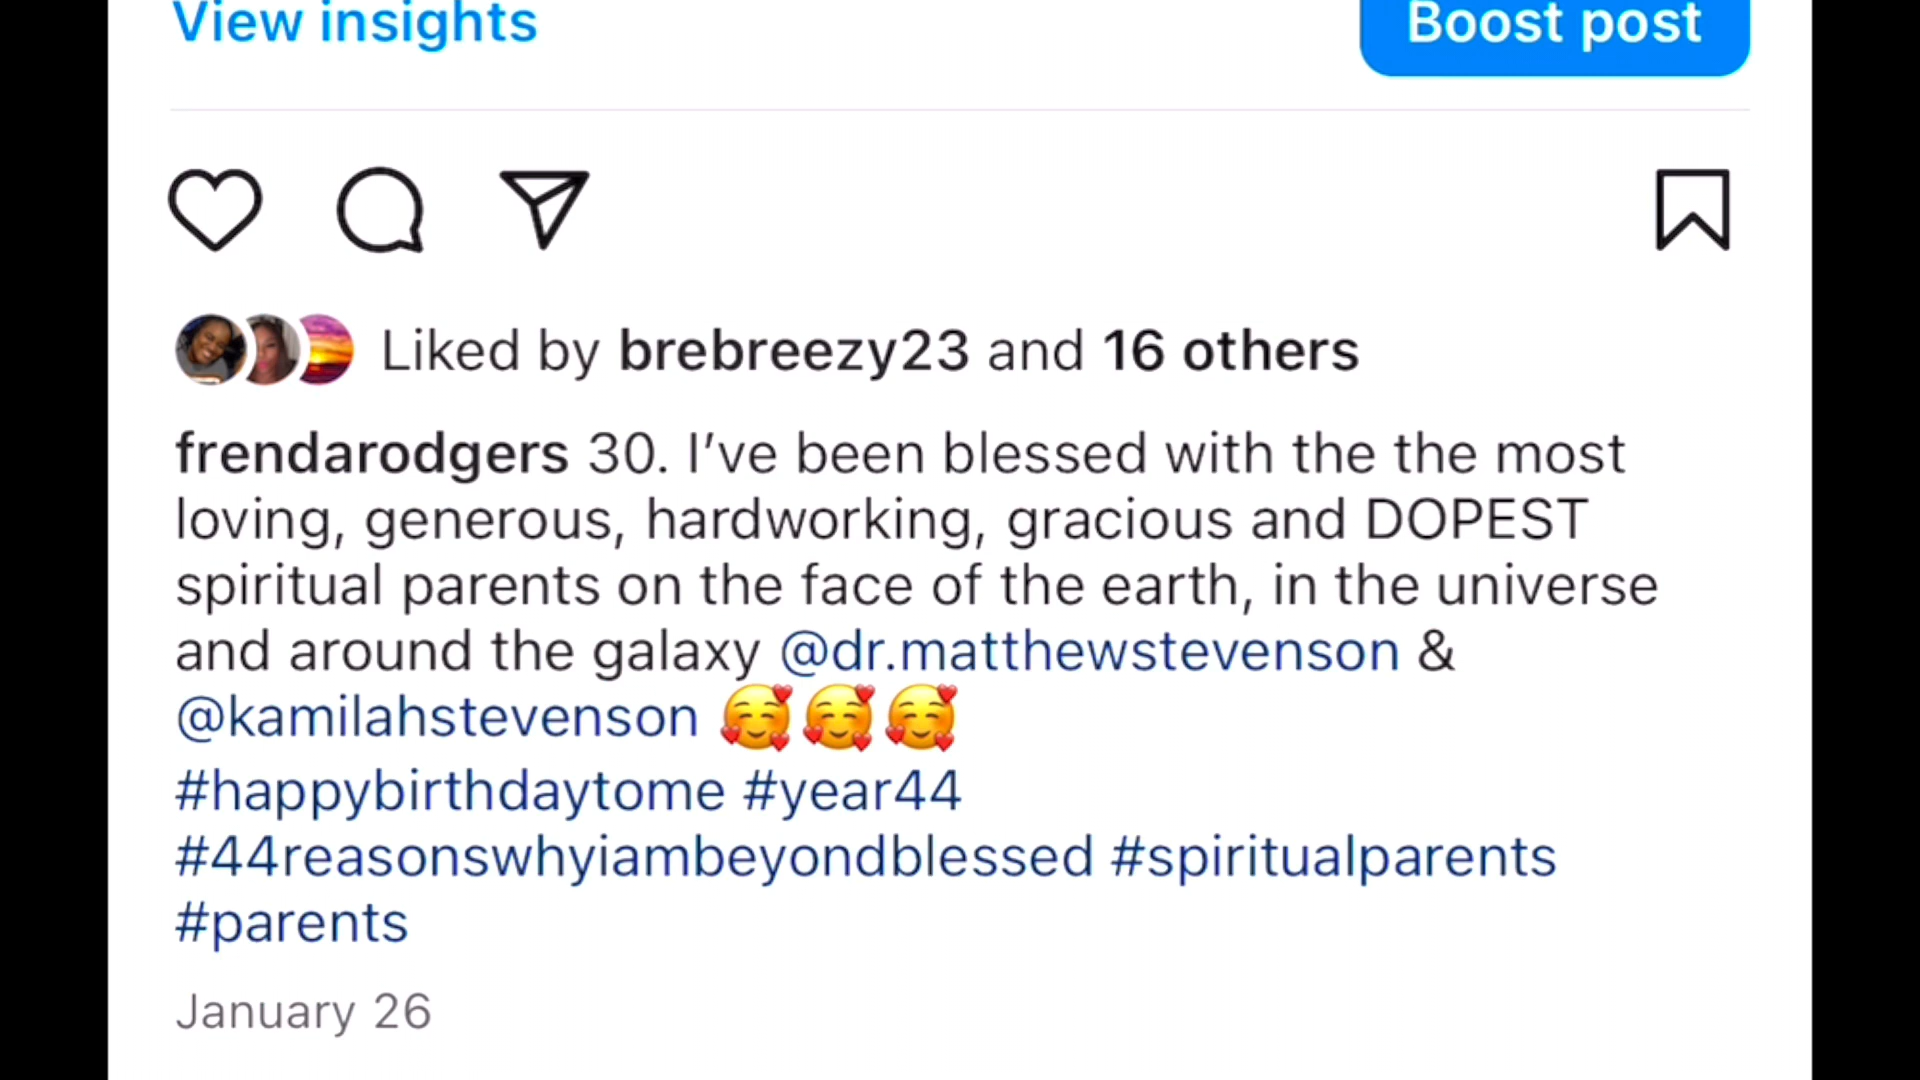 View insights
Boost post
Liked by brebreezy23 and 16 others
frendarodgers 30. I've been blessed with the the most
loving, generous, hardworking, gracious and DOPEST
spiritual parents on the face of the earth, in the universe
and around the galaxy @dr.matthewstevenson &
@kamilahstevenson 🥰🥰🥰
#happybirthdaytome #year44
#44reasonswhyiambeyondblessed #spiritualparents
#parents
January 26